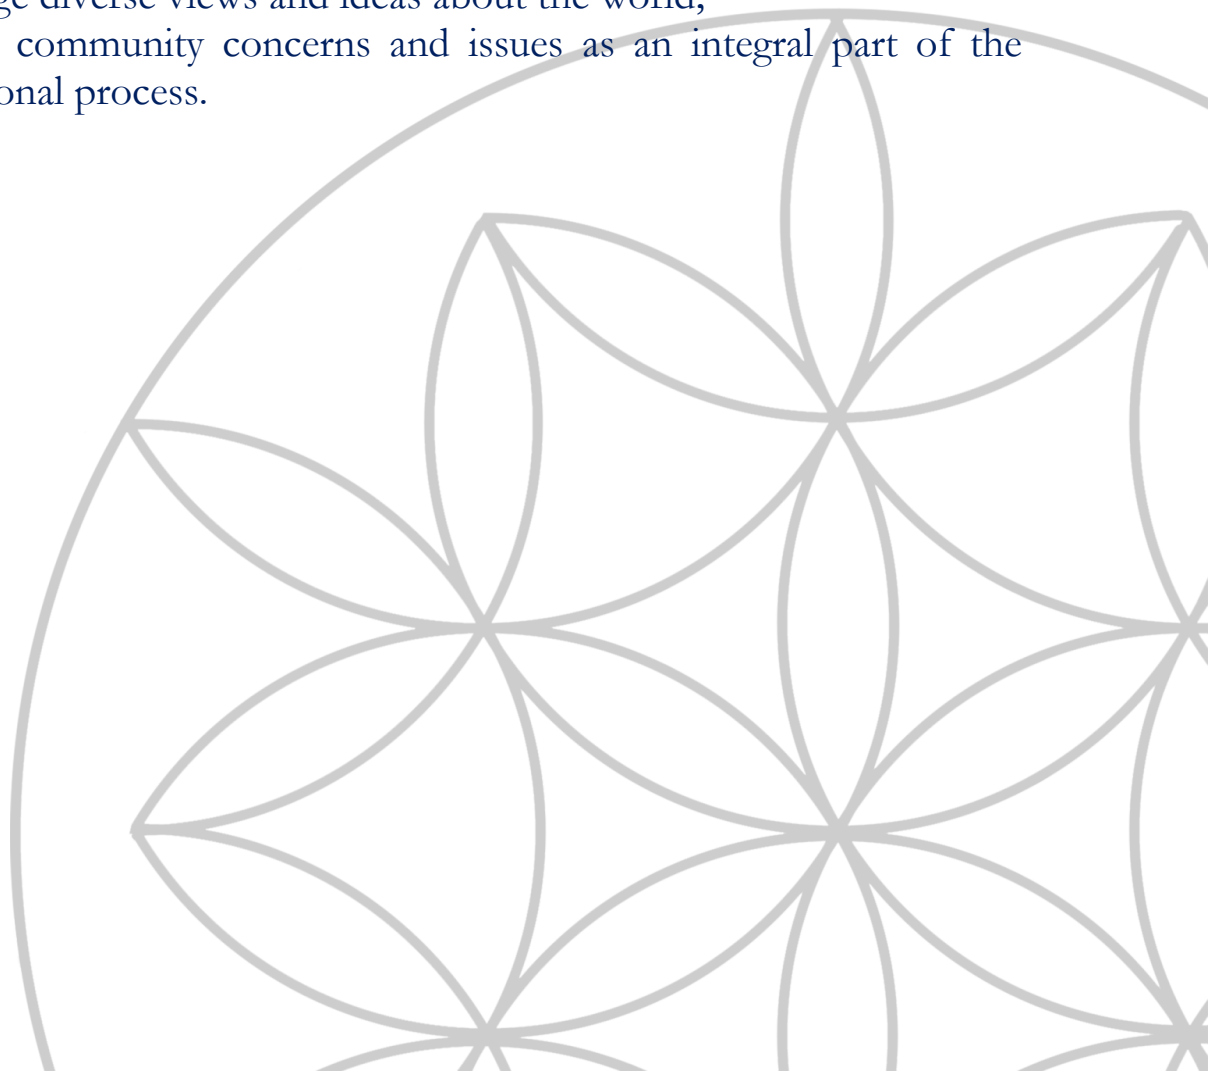 ge diverse views and ideas about the world,
community concerns and issues as an integral part of the
onal process.